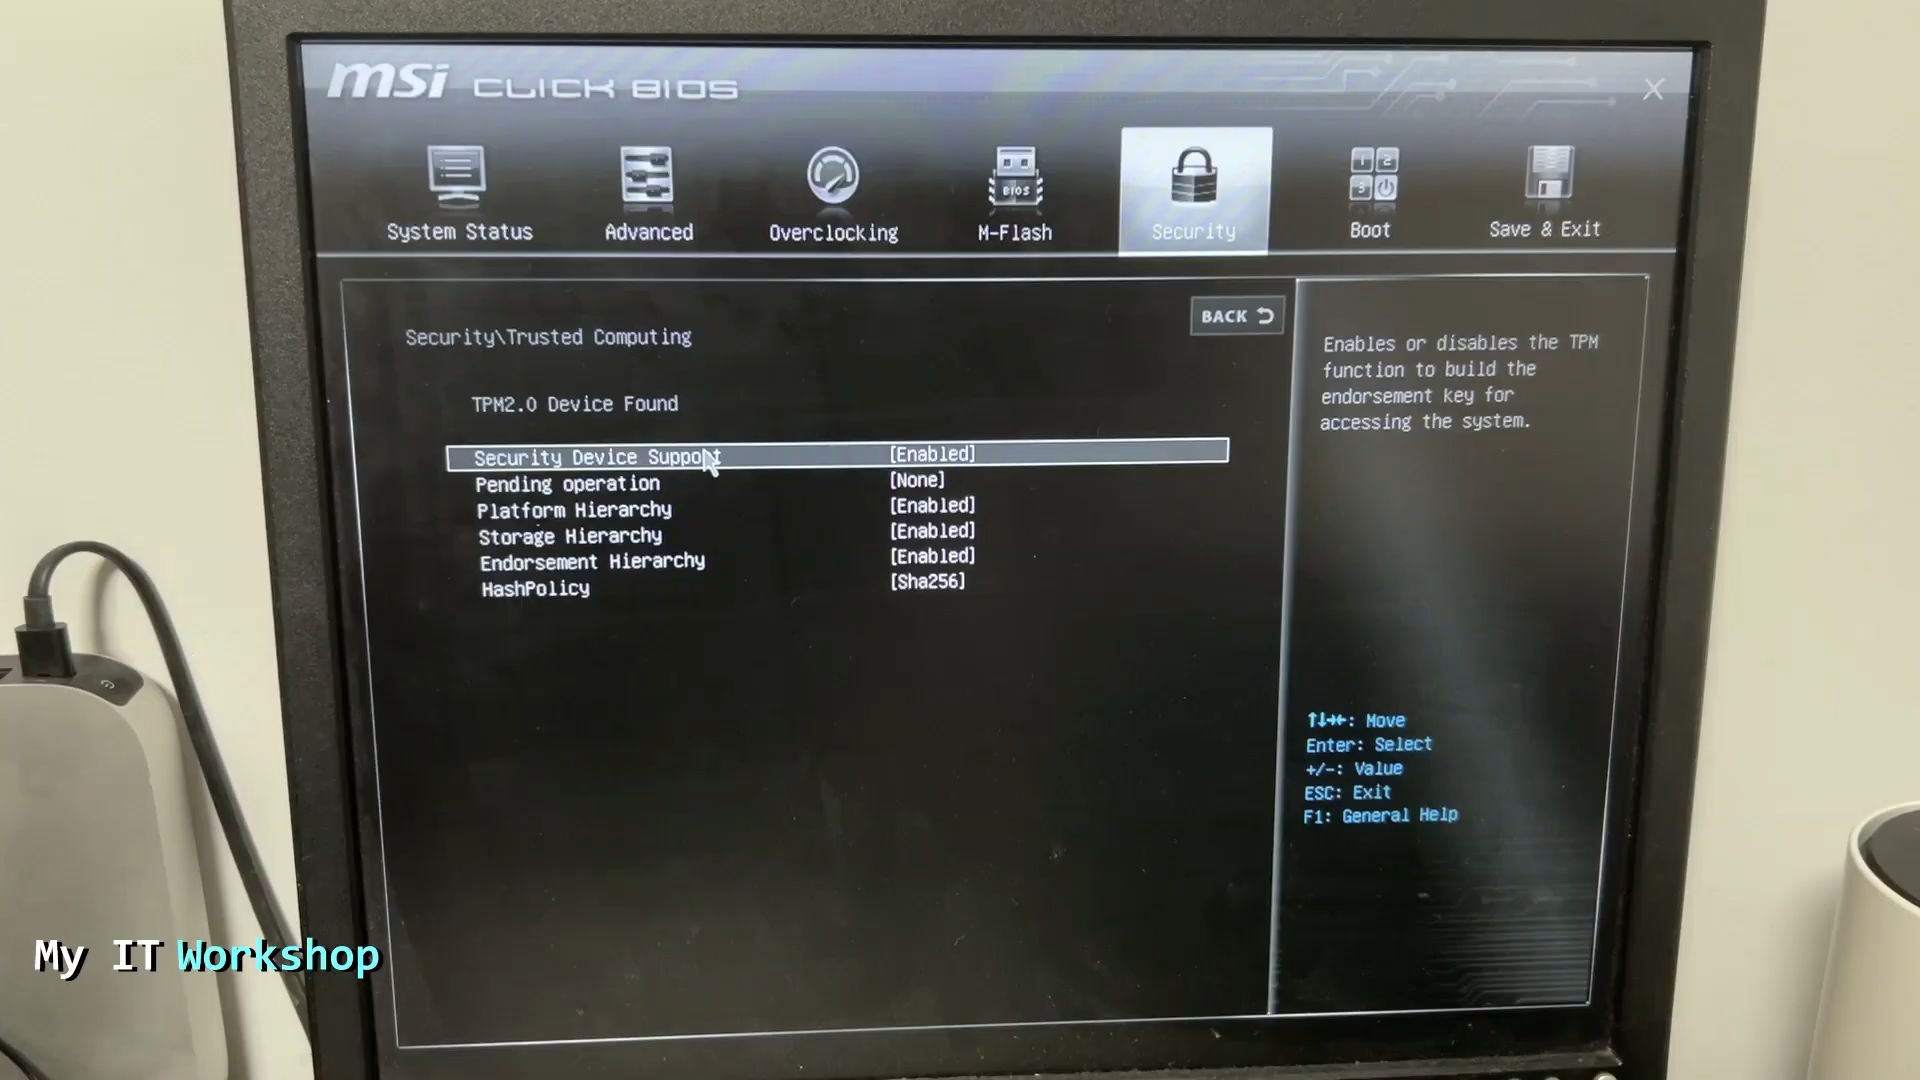 msi CLICK BIOS
X
System Status
Advanced
Overclocking
BIOS
M-Flash
Security
1 2
3
Boot
Save & Exit
BACK
Security\Trusted Computing
TPM2.0 Device Found
Security Device Support [Enabled]
Pending operation [None]
Platform Hierarchy [Enabled]
Storage Hierarchy [Enabled]
Endorsement Hierarchy [Enabled]
HashPolicy [Sha256]
Enables or disables the TPM
function to build the
endorsement key for
accessing the system.
↑↓→←: Move
Enter: Select
+/-: Value
ESC: Exit
F1: General Help
My IT Workshop